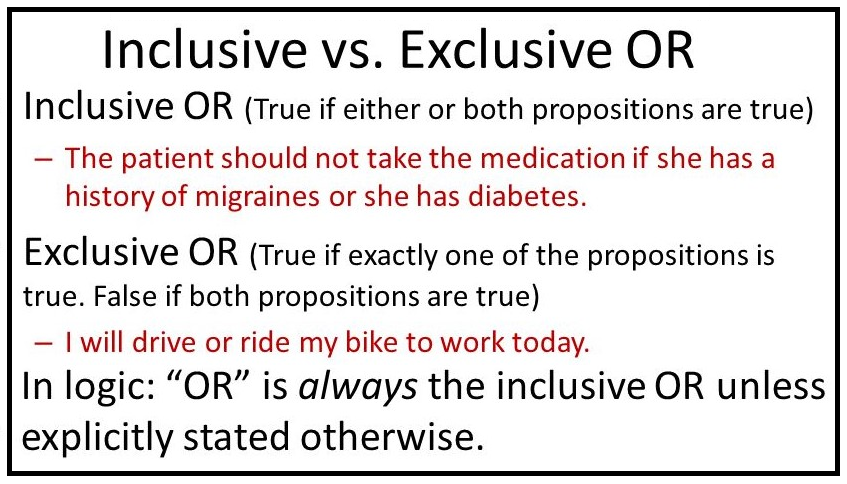 Inclusive vs. Exclusive OR
Inclusive OR (True if either or both propositions are true)
– The patient should not take the medication if she has a
history of migraines or she has diabetes.
Exclusive OR (True if exactly one of the propositions is
true. False if both propositions are true)
– I will drive or ride my bike to work today.
In logic: “OR” is always the inclusive OR unless
explicitly stated otherwise.